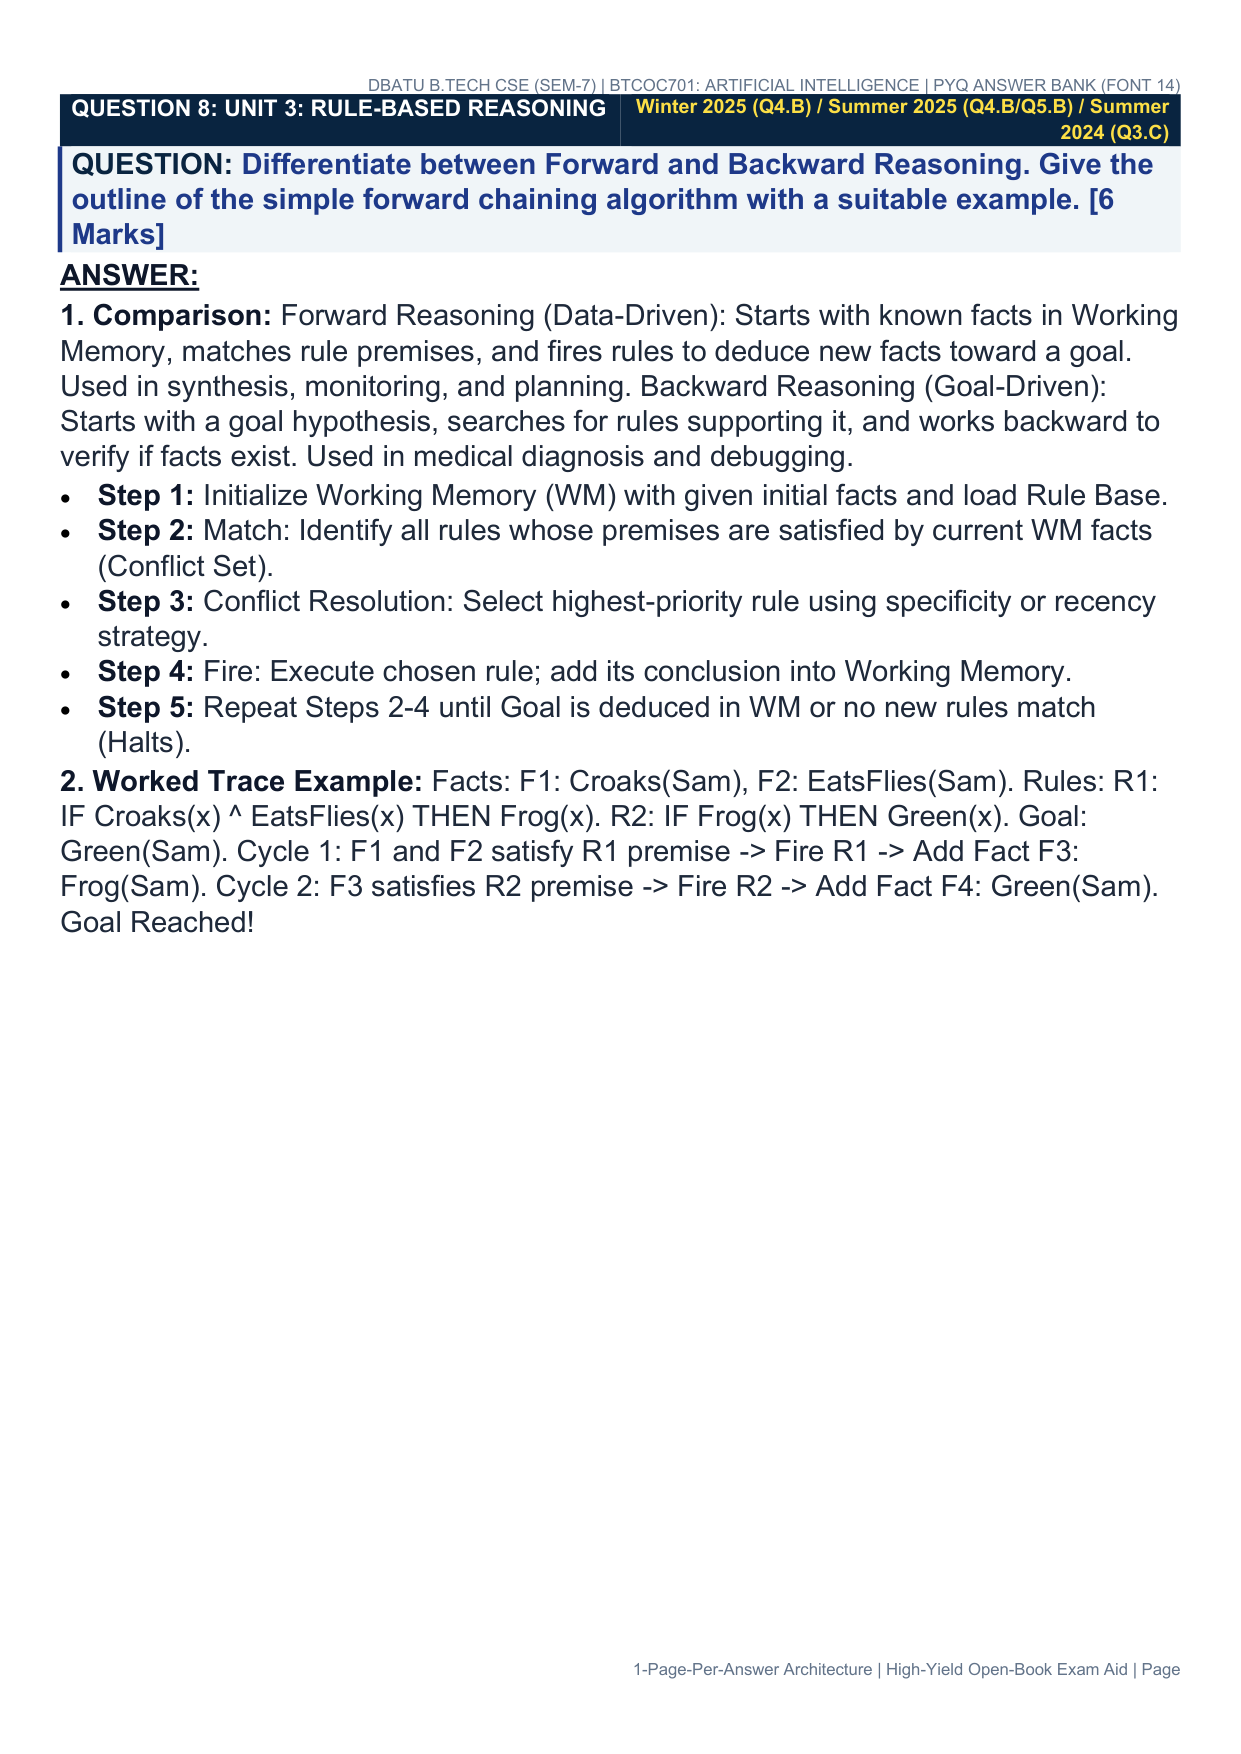 DBATU B.TECH CSE (SEM-7) | BTCOC701: ARTIFICIAL INTELLIGENCE | PYQ ANSWER BANK (FONT 14)
QUESTION 8: UNIT 3: RULE-BASED REASONING
Winter 2025 (Q4.B) / Summer 2025 (Q4.B/Q5.B) / Summer
2024 (Q3.C)
QUESTION: Differentiate between Forward and Backward Reasoning. Give the
outline of the simple forward chaining algorithm with a suitable example. [6
Marks]
ANSWER:
1. Comparison: Forward Reasoning (Data-Driven): Starts with known facts in Working
Memory, matches rule premises, and fires rules to deduce new facts toward a goal.
Used in synthesis, monitoring, and planning. Backward Reasoning (Goal-Driven):
Starts with a goal hypothesis, searches for rules supporting it, and works backward to
verify if facts exist. Used in medical diagnosis and debugging.
• Step 1: Initialize Working Memory (WM) with given initial facts and load Rule Base.
• Step 2: Match: Identify all rules whose premises are satisfied by current WM facts
(Conflict Set).
• Step 3: Conflict Resolution: Select highest-priority rule using specificity or recency
strategy.
• Step 4: Fire: Execute chosen rule; add its conclusion into Working Memory.
• Step 5: Repeat Steps 2-4 until Goal is deduced in WM or no new rules match
(Halts).
2. Worked Trace Example: Facts: F1: Croaks(Sam), F2: EatsFlies(Sam). Rules: R1:
IF Croaks(x) ^ EatsFlies(x) THEN Frog(x). R2: IF Frog(x) THEN Green(x). Goal:
Green(Sam). Cycle 1: F1 and F2 satisfy R1 premise -> Fire R1 -> Add Fact F3:
Frog(Sam). Cycle 2: F3 satisfies R2 premise -> Fire R2 -> Add Fact F4: Green(Sam).
Goal Reached!
1-Page-Per-Answer Architecture | High-Yield Open-Book Exam Aid | Page